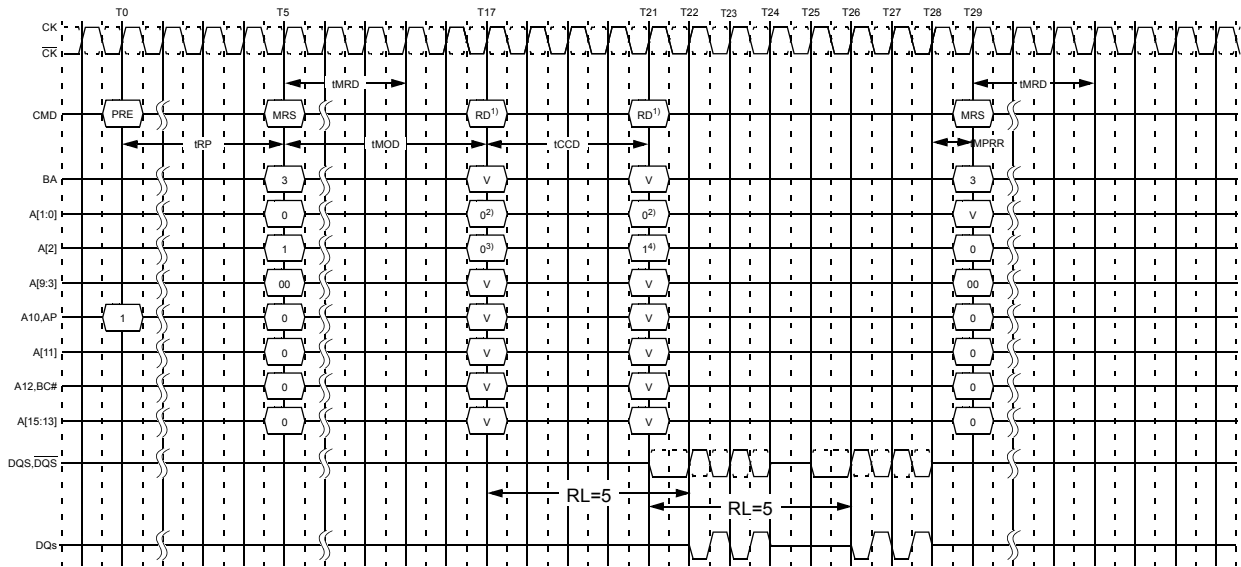 T0 T5 T17 T21 T22 T23 T24 T25 T26 T27 T28 T29
CK
CK
tMRD tMRD
CMD PRE MRS RD1) RD1) MRS
tRP tMOD tCCD tMPRR
BA 3 V V 3
A[1:0] 0 02) 02) V
A[2] 1 03) 14) 0
A[9:3] 00 V V 00
A10,AP 1 0 V V 0
A[11] 0 V V 0
A12,BC# 0 V V 0
A[15:13] 0 V V 0
DQS,DQS
RL=5
RL=5
DQs